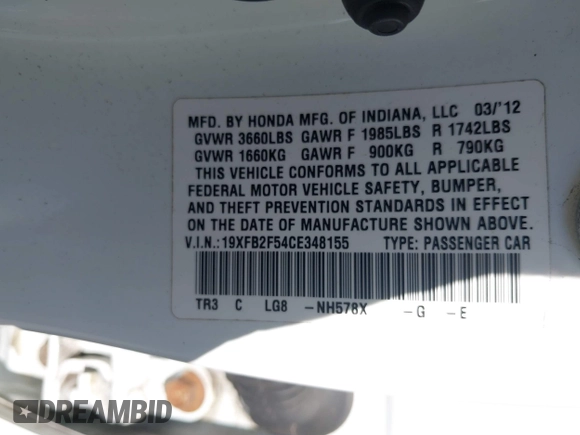 MFD. BY HONDA MFG. OF INDIANA, LLC 03/'12
GVWR 3660LBS GAWR F 1985LBS R 1742LBS
GVWR 1660KG GAWR F 900KG R 790KG
THIS VEHICLE CONFORMS TO ALL APPLICABLE
FEDERAL MOTOR VEHICLE SAFETY, BUMPER,
AND THEFT PREVENTION STANDARDS IN EFFECT
ON THE DATE OF MANUFACTURE SHOWN ABOVE.
V.I.N.: 19XFB2F54CE348155 TYPE: PASSENGER CAR
TR3 C LG8 -NH578X -G -E
DREAMBID